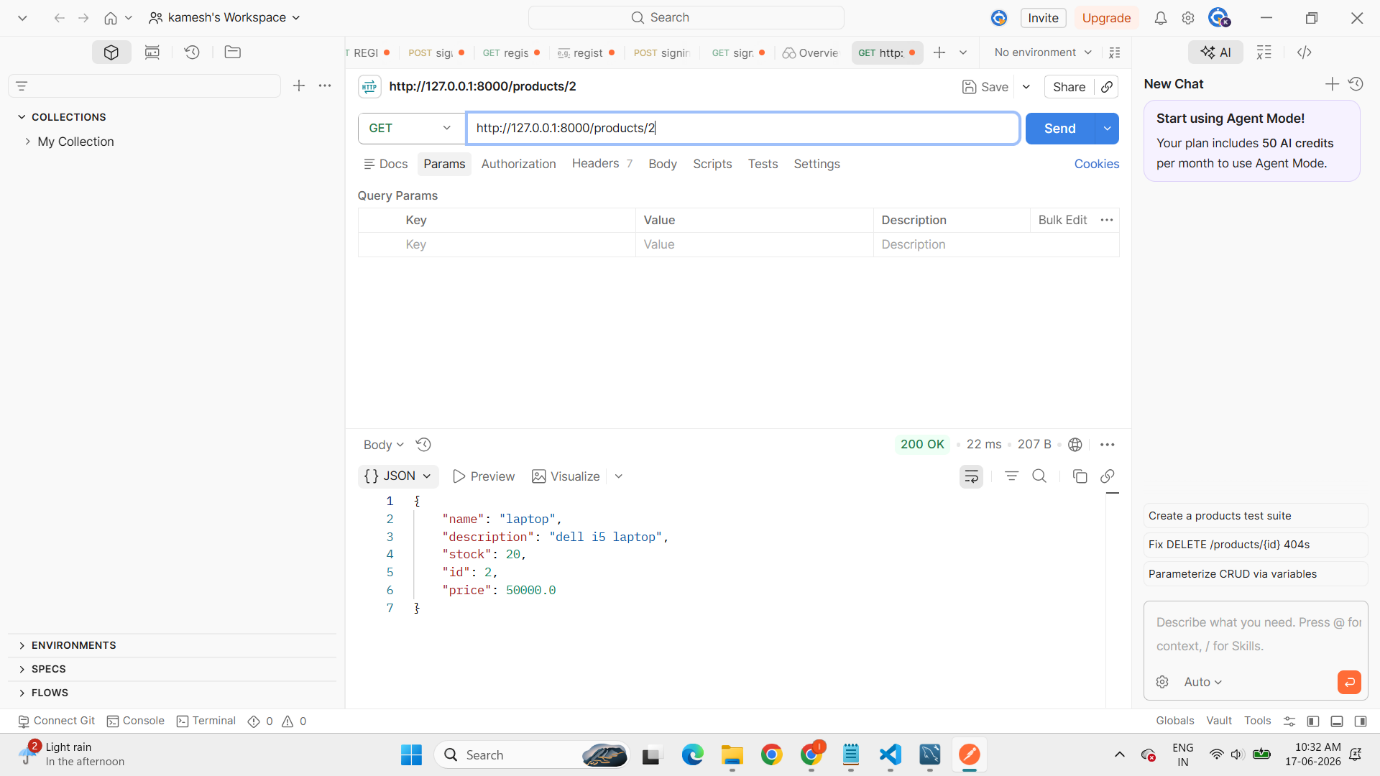 kamesh's Workspace
Search
Invite
Upgrade
REGI
POST
GET regis
regist
POST signin
GET
Overvie
GET http:
No environment
AI
http://127.0.0.1:8000/products/2
Save
Share
New Chat
COLLECTIONS
My Collection
GET
http://127.0.0.1:8000/products/2
Send
Start using Agent Mode!
Your plan includes 50 AI credits
per month to use Agent Mode.
Docs
Params
Authorization
Headers 7
Body
Scripts
Tests
Settings
Cookies
Query Params
Key
Value
Description
Bulk Edit
Key
Value
Description
Body
200 OK
22 ms
207 B
{ } JSON
Preview
Visualize
1 {
2 "name": "laptop",
3 "description": "dell i5 laptop",
4 "stock": 20,
5 "id": 2,
6 "price": 50000.0
7 }
Create a products test suite
Fix DELETE /products/{id} 404s
Parameterize CRUD via variables
Describe what you need. Press @ for
context, / for Skills.
Auto
ENVIRONMENTS
SPECS
FLOWS
Connect Git
Console
Terminal
0
0
Globals
Vault
Tools
2
Light rain
In the afternoon
Search
ENG
IN
10:32 AM
17-06-2026